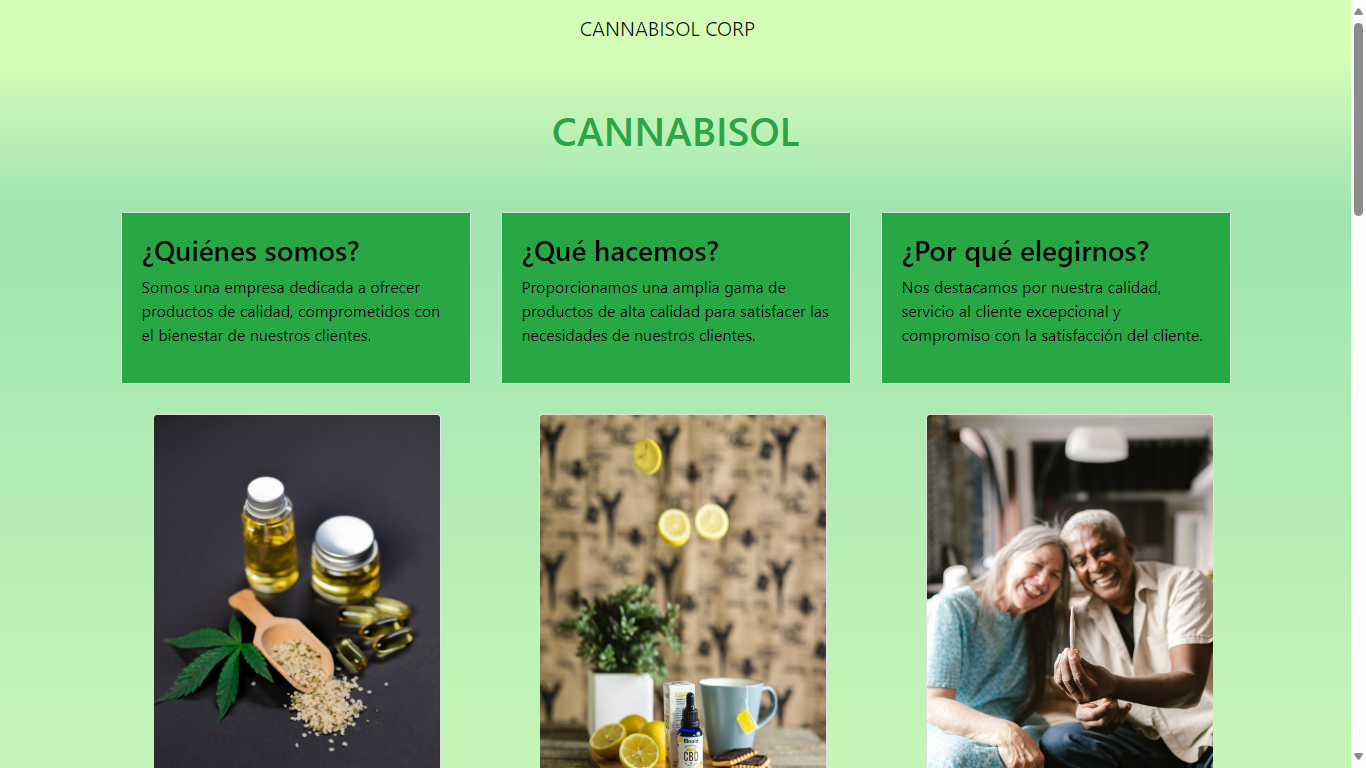 CANNABISOL CORP
CANNABISOL
¿Quiénes somos?
Somos una empresa dedicada a ofrecer
productos de calidad, comprometidos con
el bienestar de nuestros clientes.
¿Qué hacemos?
Proporcionamos una amplia gama de
productos de alta calidad para satisfacer las
necesidades de nuestros clientes.
¿Por qué elegirnos?
Nos destacamos por nuestra calidad,
servicio al cliente excepcional y
compromiso con la satisfacción del cliente.
CBD